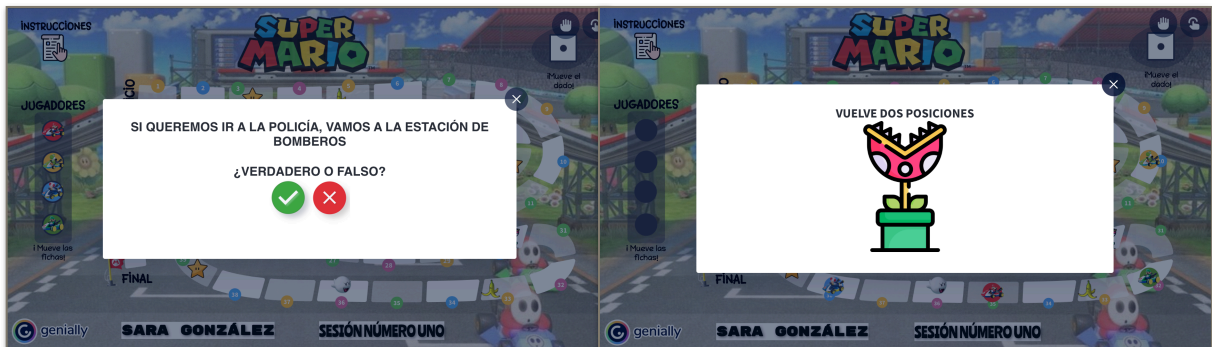 INSTRUCCIONES
SUPER
MARIO
¡Mueve el
dado!
Inicio
JUGADORES
SI QUEREMOS IR A LA POLICÍA, VAMOS A LA ESTACIÓN DE
BOMBEROS
¿VERDADERO O FALSO?
¡ Mueve las
fichas!
FINAL
genially
SARA GONZÁLEZ
SESIÓN NÚMERO UNO
INSTRUCCIONES
SUPER
MARIO
¡Mueve el
dado!
JUGADORES
VUELVE DOS POSICIONES
¡ Mueve las
fichas!
FINAL
genially
SARA GONZÁLEZ
SESIÓN NÚMERO UNO